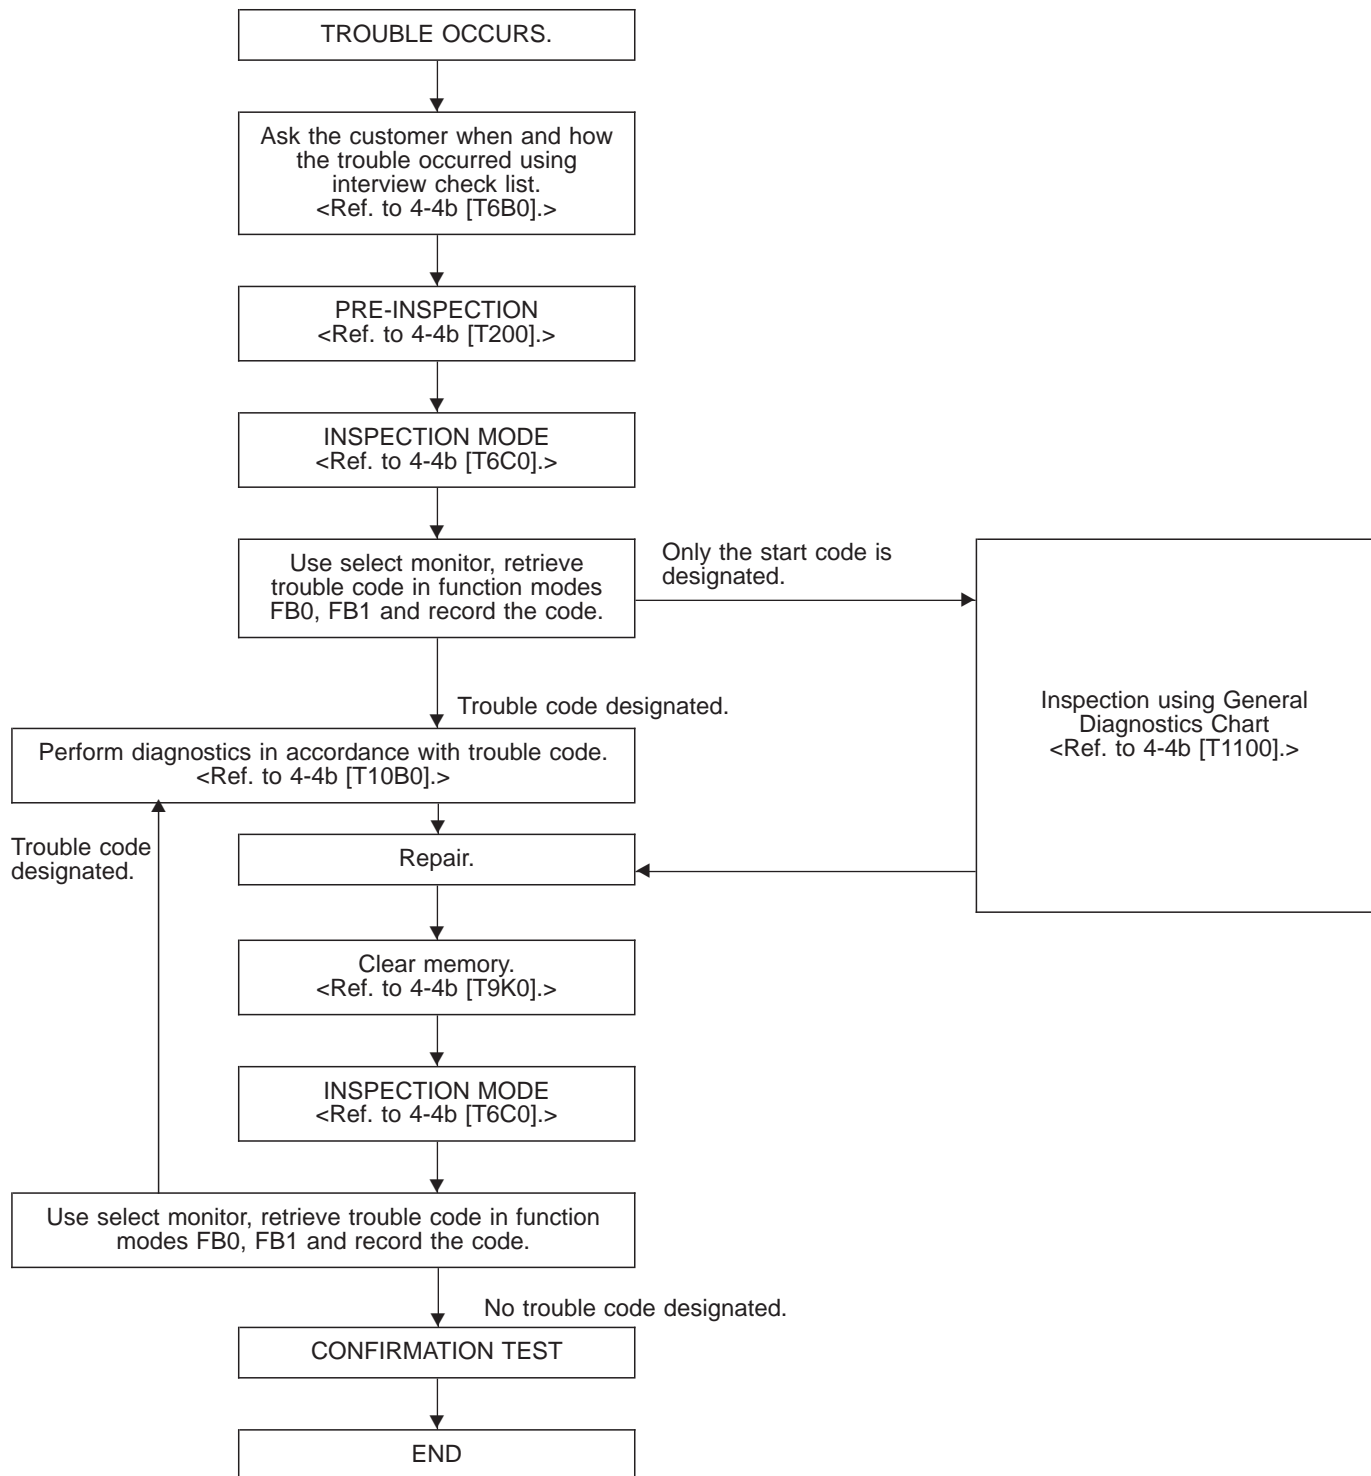 TROUBLE OCCURS.
Ask the customer when and how
the trouble occurred using
interview check list.
<Ref. to 4-4b [T6B0].>
PRE-INSPECTION
<Ref. to 4-4b [T200].>
INSPECTION MODE
<Ref. to 4-4b [T6C0].>
Use select monitor, retrieve
trouble code in function modes
FB0, FB1 and record the code.
Only the start code is
designated.
Inspection using General
Diagnostics Chart
<Ref. to 4-4b [T1100].>
Trouble code designated.
Perform diagnostics in accordance with trouble code.
<Ref. to 4-4b [T10B0].>
Trouble code
designated.
Repair.
Clear memory.
<Ref. to 4-4b [T9K0].>
INSPECTION MODE
<Ref. to 4-4b [T6C0].>
Use select monitor, retrieve trouble code in function
modes FB0, FB1 and record the code.
No trouble code designated.
CONFIRMATION TEST
END